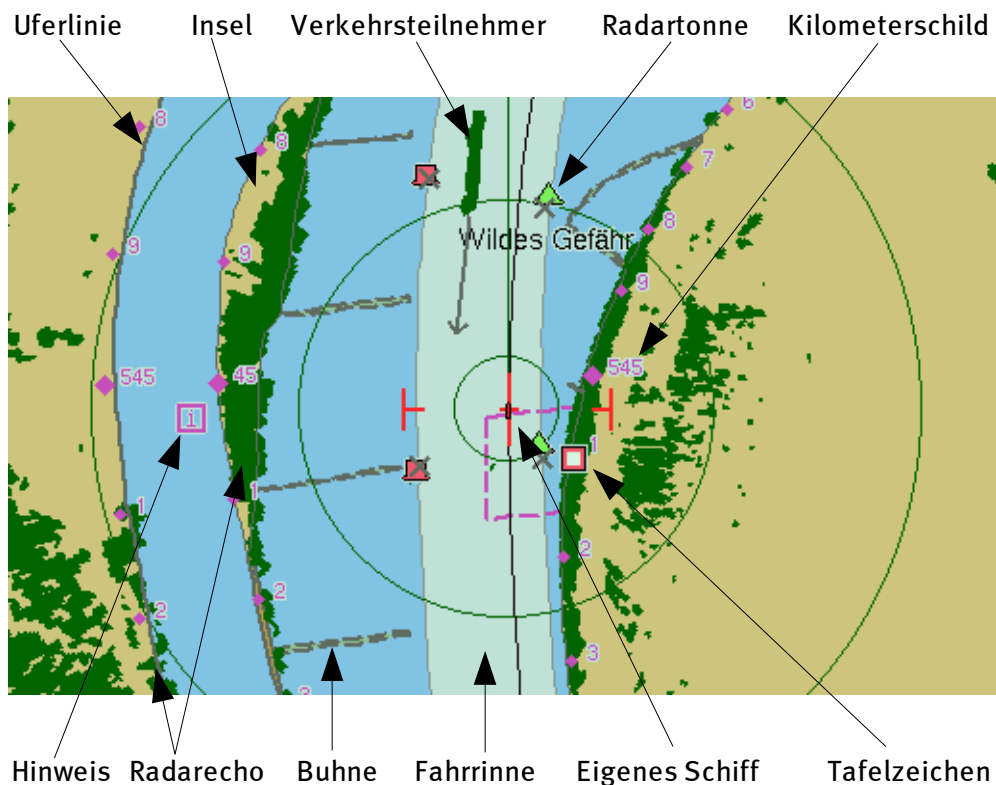 Uferlinie Insel Verkehrsteilnehmer Radartonne Kilometerschild
8 8 6
7
8
Wildes Gefähr
9 9 9
545 45 545
i
1
1 1
2
2 2
3
3
Hinweis Radarecho Buhne Fahrrinne Eigenes Schiff Tafelzeichen